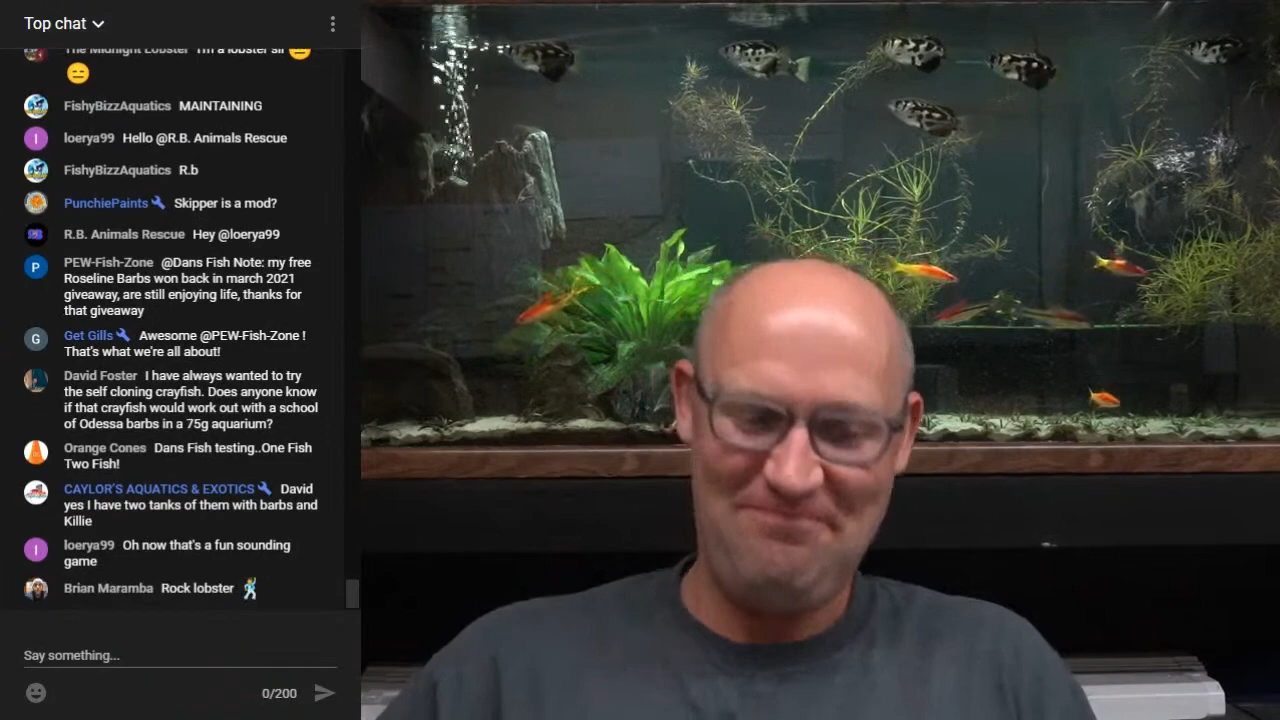 Top chat
The Midnight Lobster I'm a lobster sir
FishyBizzAquatics MAINTAINING
loerya99 Hello @R.B. Animals Rescue
FishyBizzAquatics R.b
PunchiePaints Skipper is a mod?
R.B. Animals Rescue Hey @loerya99
P
PEW-Fish-Zone @Dans Fish Note: my free
Roseline Barbs won back in march 2021
giveaway, are still enjoying life, thanks for
that giveaway
G
Get Gills Awesome @PEW-Fish-Zone !
That's what we're all about!
David Foster I have always wanted to try
the self cloning crayfish. Does anyone know
if that crayfish would work out with a school
of Odessa barbs in a 75g aquarium?
Orange Cones Dans Fish testing..One Fish
Two Fish!
CAYLOR'S AQUATICS & EXOTICS David
yes I have two tanks of them with barbs and
Killie
loerya99 Oh now that's a fun sounding
game
Brian Maramba Rock lobster
Say something...
0/200